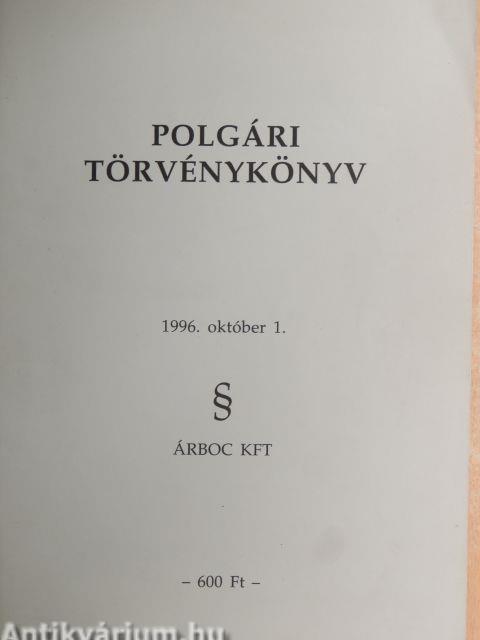 POLGÁRI
TÖRVÉNYKÖNYV
1996. október 1.
§
ÁRBOC KFT
– 600 Ft –
Antikvárium.hu